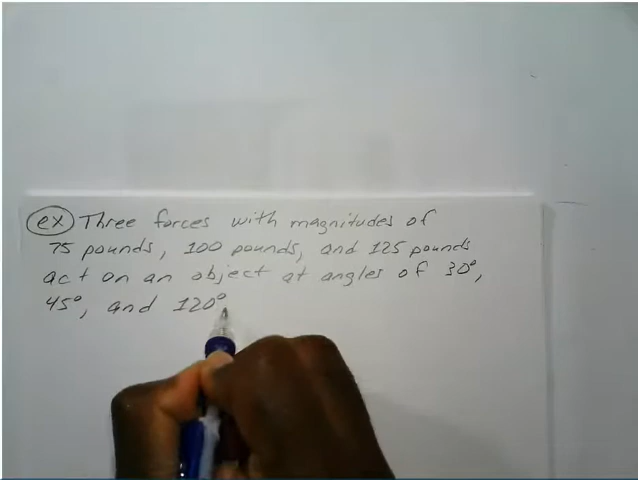 ex Three forces with magnitudes of
75 pounds, 100 pounds, and 125 pounds
act on an object at angles of 30°,
45°, and 120°